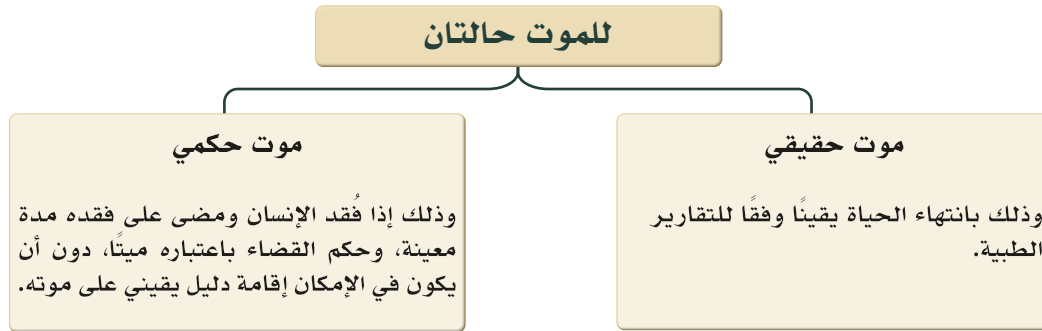 للموت حالتان
موت حقيقي
وذلك بانتهاء الحياة يقينًا وفقًا للتقارير
الطبية.
موت حكمي
وذلك إذا فُقد الإنسان ومضى على فقده مدة
معينة، وحكم القضاء باعتباره ميتًا، دون أن
يكون في الإمكان إقامة دليل يقيني على موته.